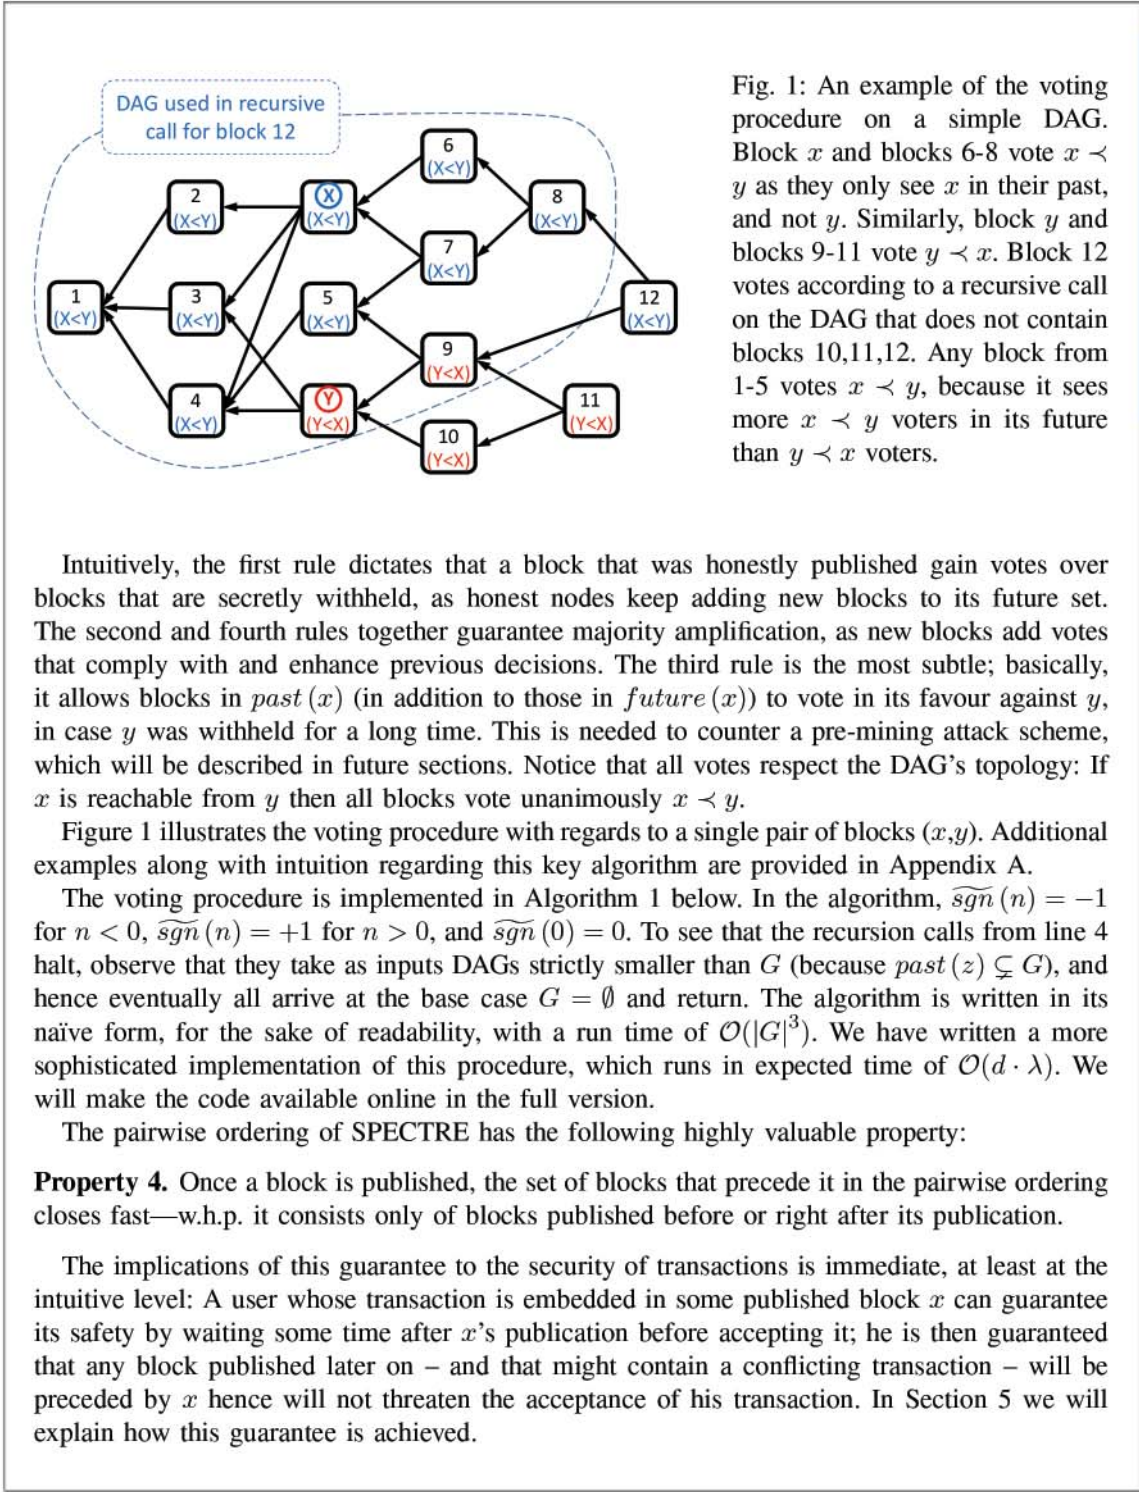 DAG used in recursive
call for block 12
6
(X<Y)
2
(X<Y)
X
(X<Y)
8
(X<Y)
7
(X<Y)
1
(X<Y)
3
(X<Y)
5
(X<Y)
12
(X<Y)
9
(Y<X)
4
(X<Y)
Y
(Y<X)
11
(Y<X)
10
(Y<X)
Fig. 1: An example of the voting
procedure on a simple DAG.
Block x and blocks 6-8 vote x ≺
y as they only see x in their past,
and not y. Similarly, block y and
blocks 9-11 vote y ≺ x. Block 12
votes according to a recursive call
on the DAG that does not contain
blocks 10,11,12. Any block from
1-5 votes x ≺ y, because it sees
more x ≺ y voters in its future
than y ≺ x voters.
Intuitively, the first rule dictates that a block that was honestly published gain votes over
blocks that are secretly withheld, as honest nodes keep adding new blocks to its future set.
The second and fourth rules together guarantee majority amplification, as new blocks add votes
that comply with and enhance previous decisions. The third rule is the most subtle; basically,
it allows blocks in past (x) (in addition to those in future (x)) to vote in its favour against y,
in case y was withheld for a long time. This is needed to counter a pre-mining attack scheme,
which will be described in future sections. Notice that all votes respect the DAG's topology: If
x is reachable from y then all blocks vote unanimously x ≺ y.
Figure 1 illustrates the voting procedure with regards to a single pair of blocks (x,y). Additional
examples along with intuition regarding this key algorithm are provided in Appendix A.
The voting procedure is implemented in Algorithm 1 below. In the algorithm, s͠gn (n) = −1
for n < 0, s͠gn (n) = +1 for n > 0, and s͠gn (0) = 0. To see that the recursion calls from line 4
halt, observe that they take as inputs DAGs strictly smaller than G (because past (z) ⊊ G), and
hence eventually all arrive at the base case G = ∅ and return. The algorithm is written in its
naïve form, for the sake of readability, with a run time of O(|G|³). We have written a more
sophisticated implementation of this procedure, which runs in expected time of O(d · λ). We
will make the code available online in the full version.
The pairwise ordering of SPECTRE has the following highly valuable property:
Property 4. Once a block is published, the set of blocks that precede it in the pairwise ordering
closes fast—w.h.p. it consists only of blocks published before or right after its publication.
The implications of this guarantee to the security of transactions is immediate, at least at the
intuitive level: A user whose transaction is embedded in some published block x can guarantee
its safety by waiting some time after x's publication before accepting it; he is then guaranteed
that any block published later on – and that might contain a conflicting transaction – will be
preceded by x hence will not threaten the acceptance of his transaction. In Section 5 we will
explain how this guarantee is achieved.